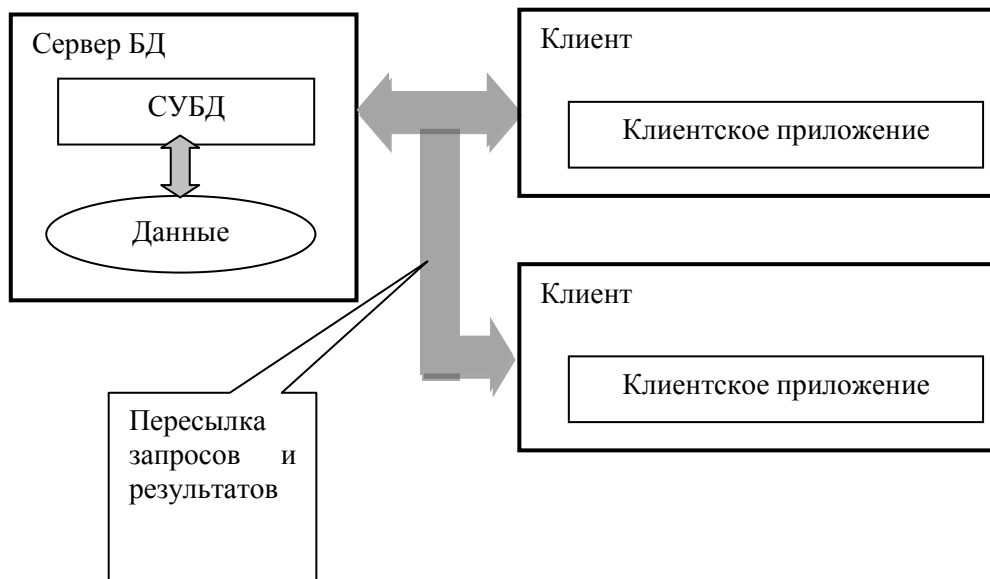 Сервер БД
СУБД
Данные
Клиент
Клиентское приложение
Клиент
Клиентское приложение
Пересылка
запросов и
результатов